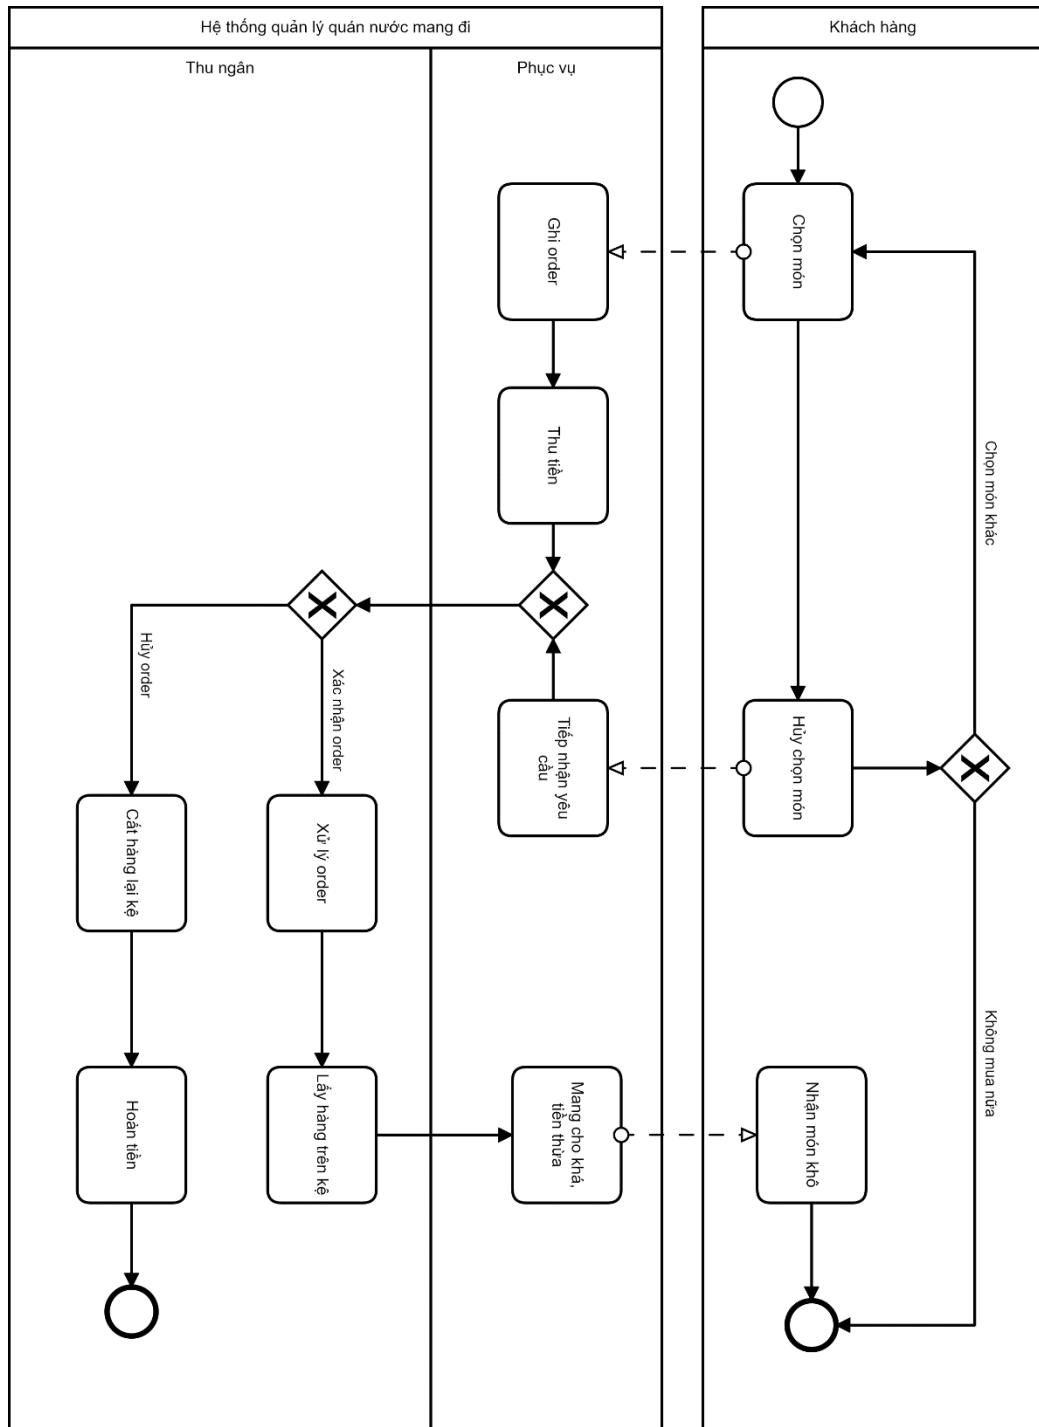 Hệ thống quản lý quán nước mang đi
Khách hàng
Thu ngân
Phục vụ
Ghi order
Chọn món
Thu tiền
Chọn món khác
Hủy order
Xác nhận order
Tiếp nhận yêu
cầu
Hủy chọn món
Cất hàng lại kệ
Xử lý order
Không mua nữa
Hoàn tiền
Lấy hàng trên kệ
Mang cho khá,
tiền thừa
Nhận món khô